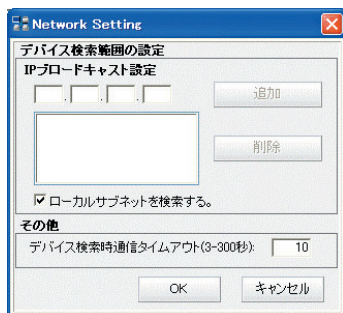 Network Setting
デバイス検索範囲の設定
IPブロードキャスト設定
. . .
追加
削除
ローカルサブネットを検索する。
その他
デバイス検索時通信タイムアウト(3-300秒): 10
OK キャンセル